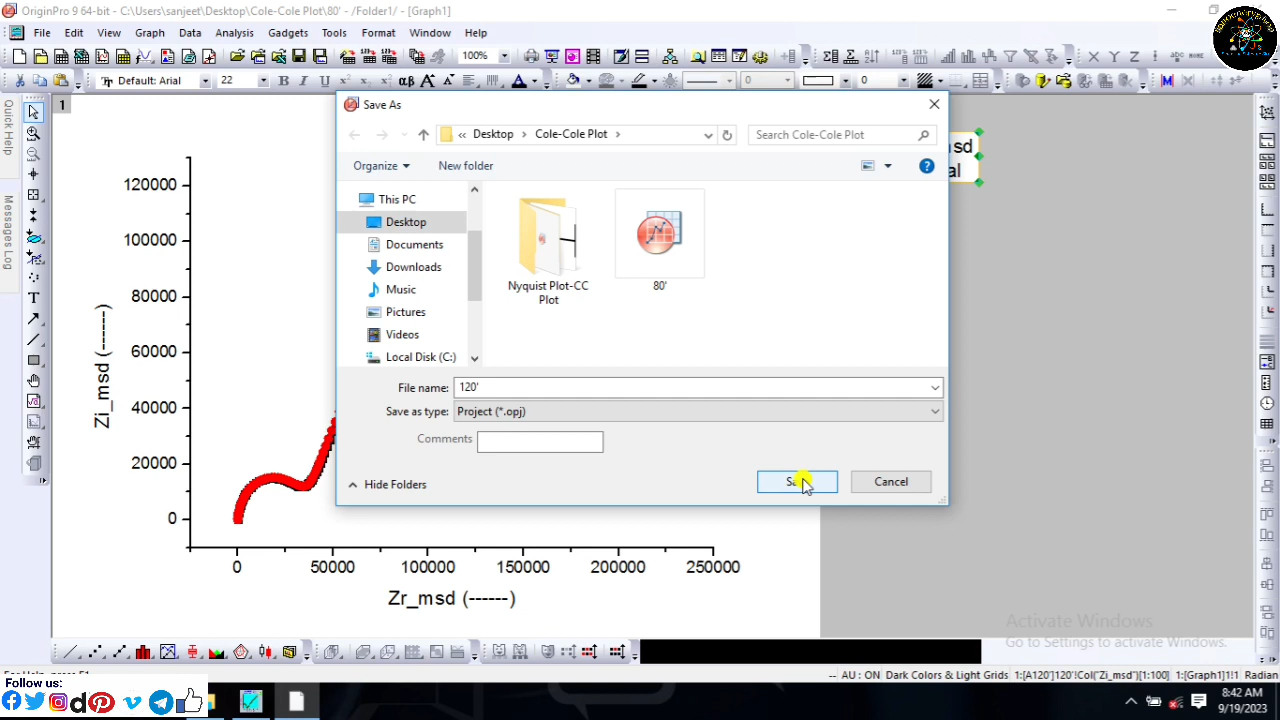 OriginPro 9 64-bit - C:\Users\sanjeet\Desktop\Cole-Cole Plot\80' - /Folder1/ - [Graph1]
File Edit View Graph Data Analysis Gadgets Tools Format Window Help
100%
Default: Arial 22 B I U αβ A A A 0 0
Quick Help
Messages Log
1
Save As
Desktop Cole-Cole Plot
Search Cole-Cole Plot
Organize New folder
This PC
Desktop
Documents
Downloads
Music
Pictures
Videos
Local Disk (C:)
Nyquist Plot-CC
Plot
80'
File name: 120'
Save as type: Project (*.opj)
Comments
Hide Folders
Cancel
Zi_msd (------)
120000
100000
80000
60000
40000
20000
0
0 50000 100000 150000 200000 250000
Zr_msd (------)
Activate Windows
Go to Settings to activate Windows.
-- AU : ON Dark Colors & Light Grids 1:[A120']120'!Col("Zi_msd")[1:100] 1:[Graph1]1!1 Radian
Follow us:
8:42 AM
9/19/2023